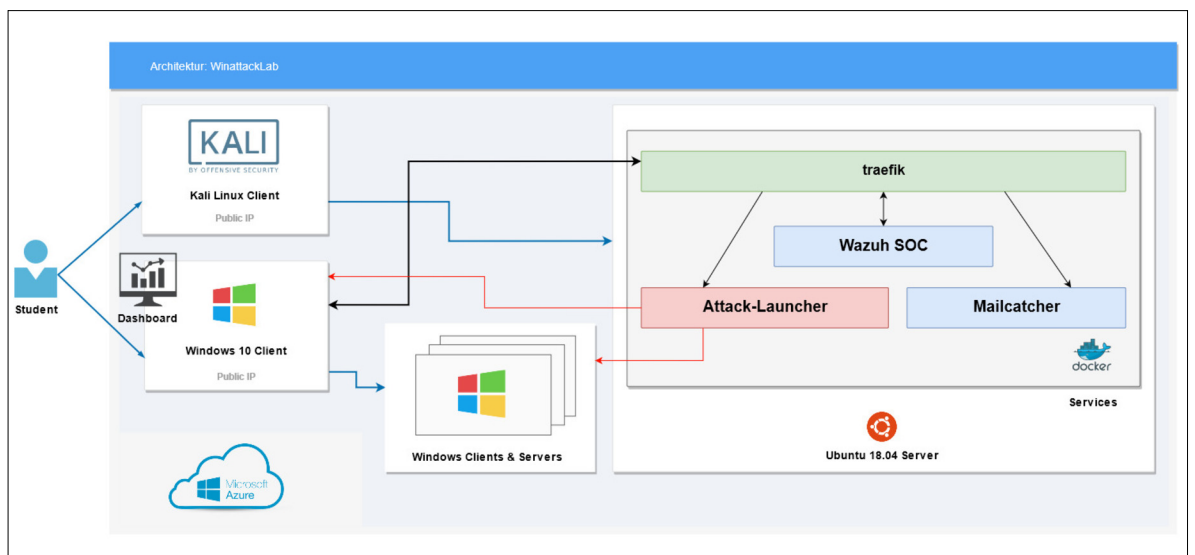 Architektur: WinattackLab
KALI
BY OFFENSIVE SECURITY
Kali Linux Client
Public IP
Student
Dashboard
Windows 10 Client
Public IP
Windows Clients & Servers
Microsoft
Azure
traefik
Wazuh SOC
Attack-Launcher
Mailcatcher
docker
Services
Ubuntu 18.04 Server